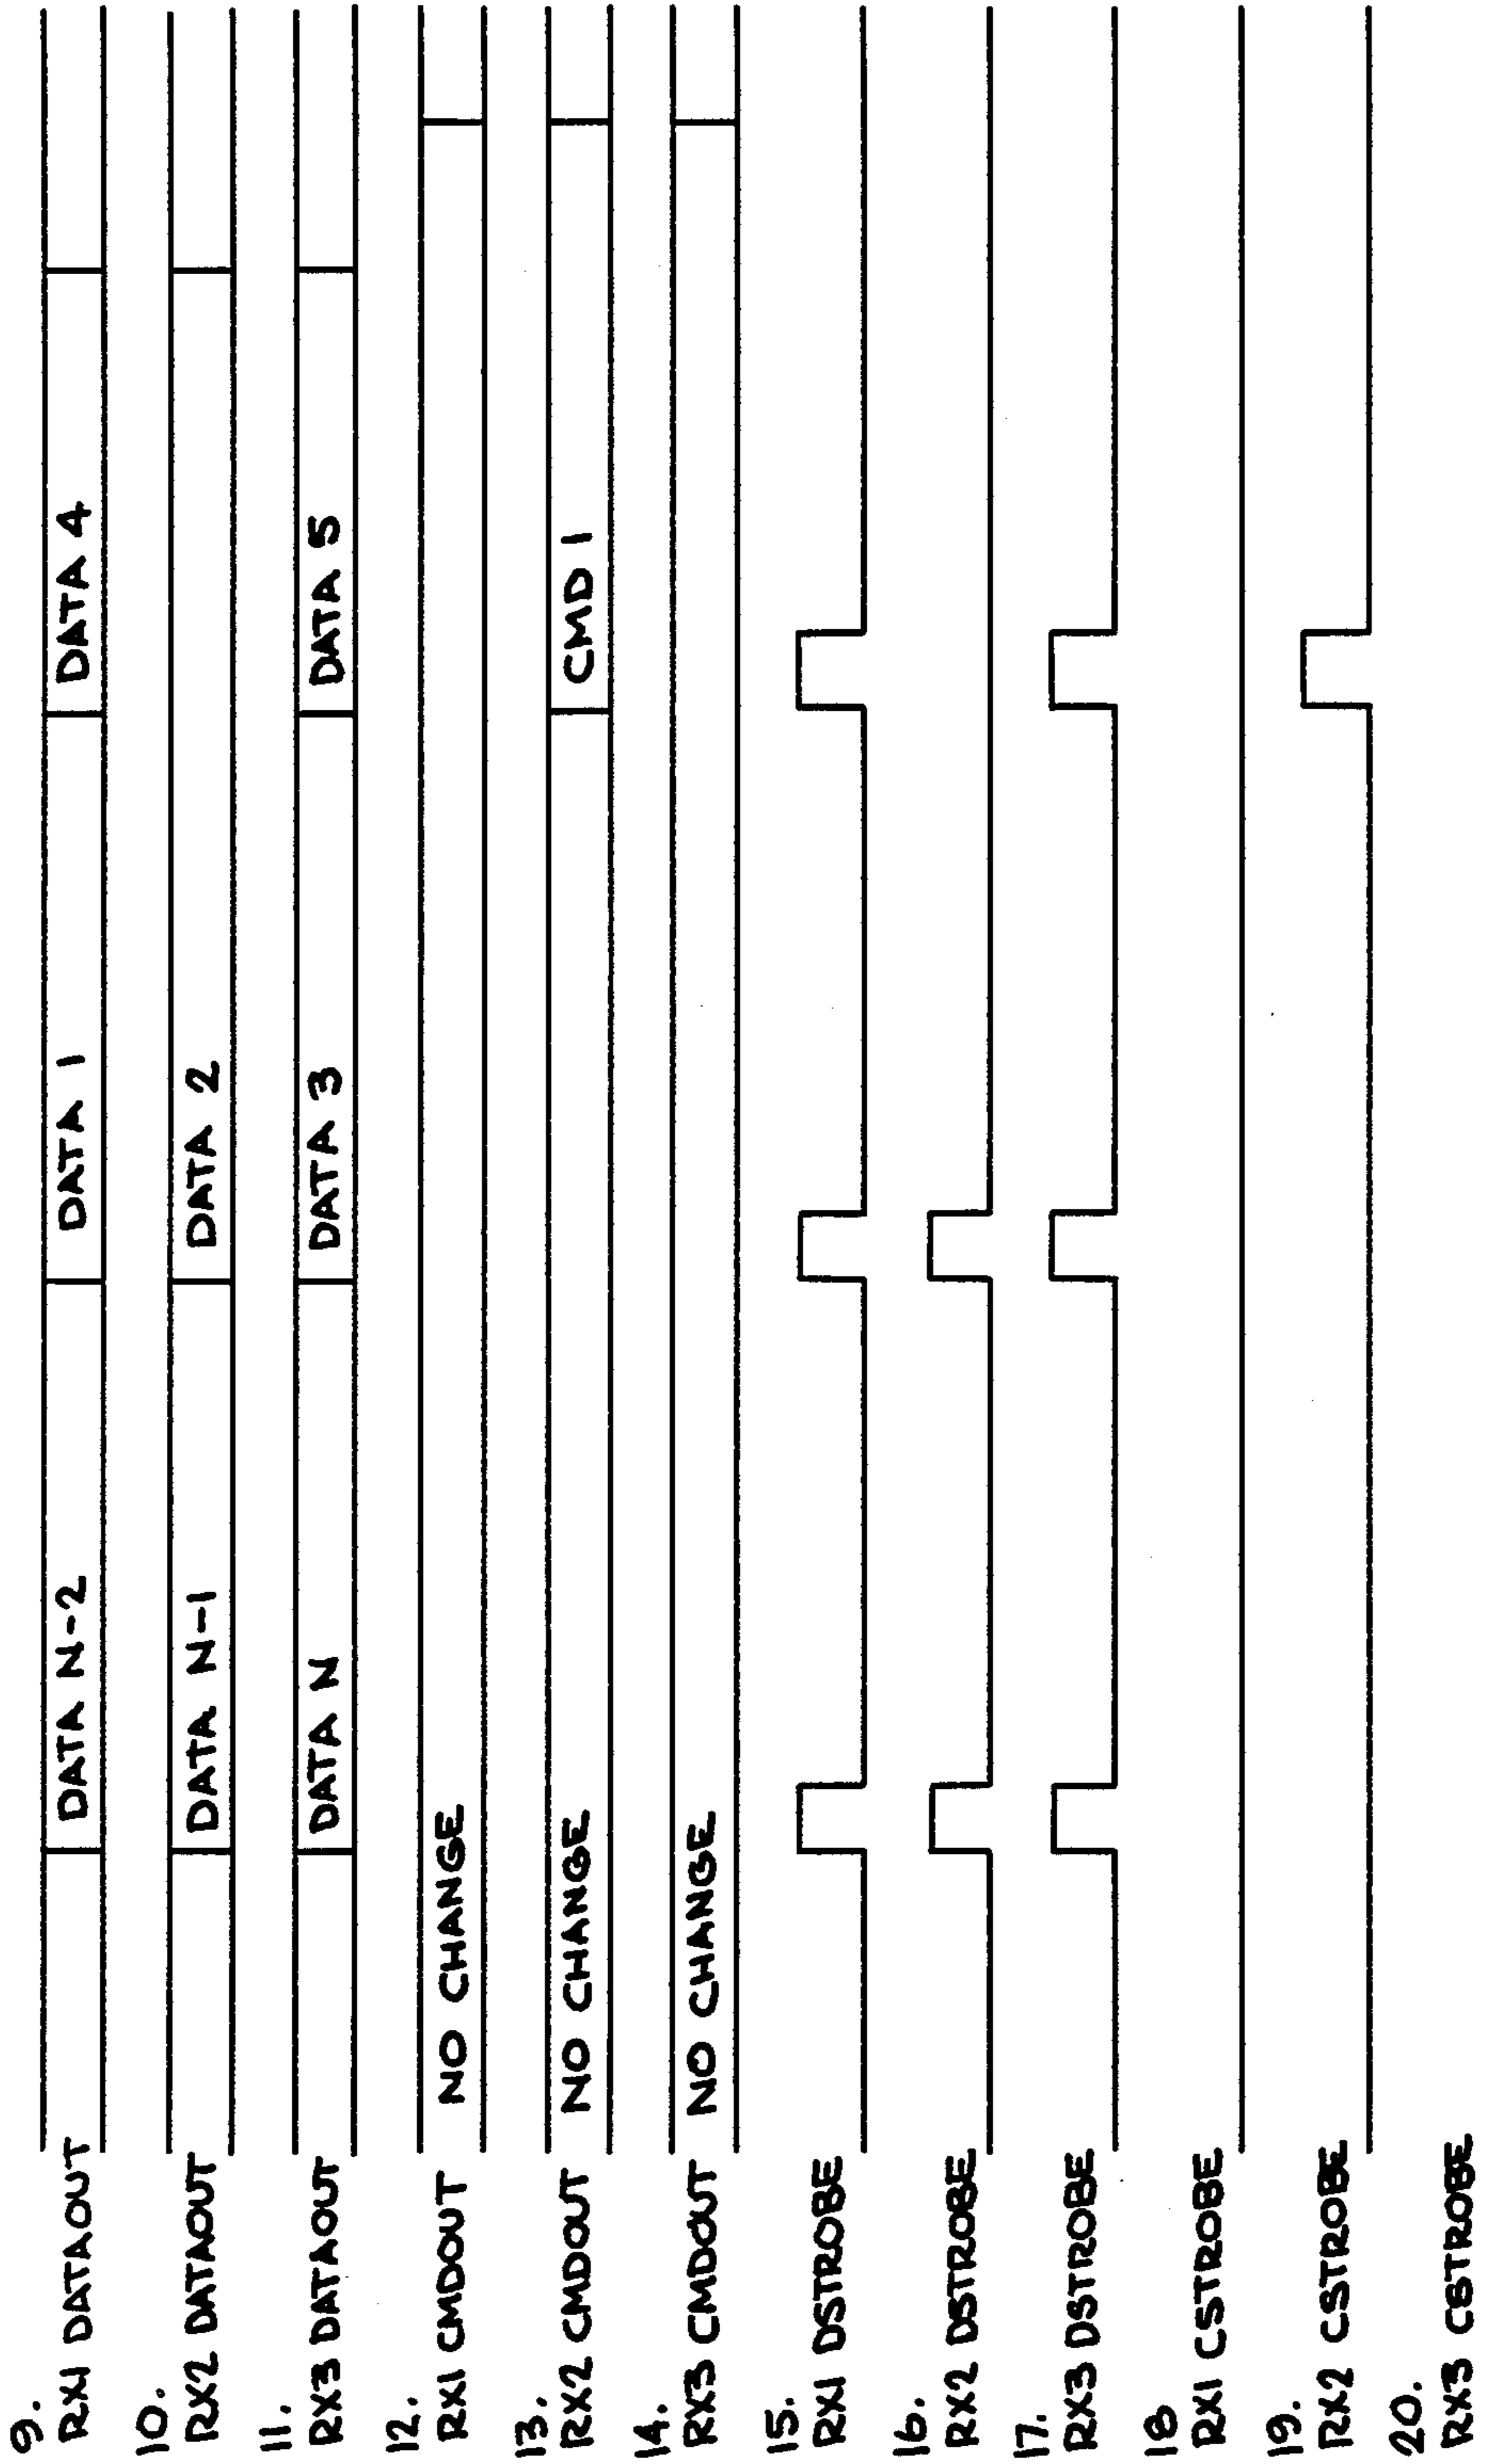 9.
RX1 DATAOUT
DATA N-2
DATA 1
DATA 4
10.
RX2 DATAOUT
DATA N-1
DATA 2
11.
RX3 DATAOUT
DATA N
DATA 3
DATA 5
12.
RX1 CMDOUT
NO CHANGE
13.
RX2 CMDOUT
NO CHANGE
CMD 1
14.
RX3 CMDOUT
NO CHANGE
15.
RX1 DSTROBE
16.
RX2 DSTROBE
17.
RX3 DSTROBE
18
RX1 CSTROBE
19.
RX2 CSTROBE
20.
RX3 CSTROBE